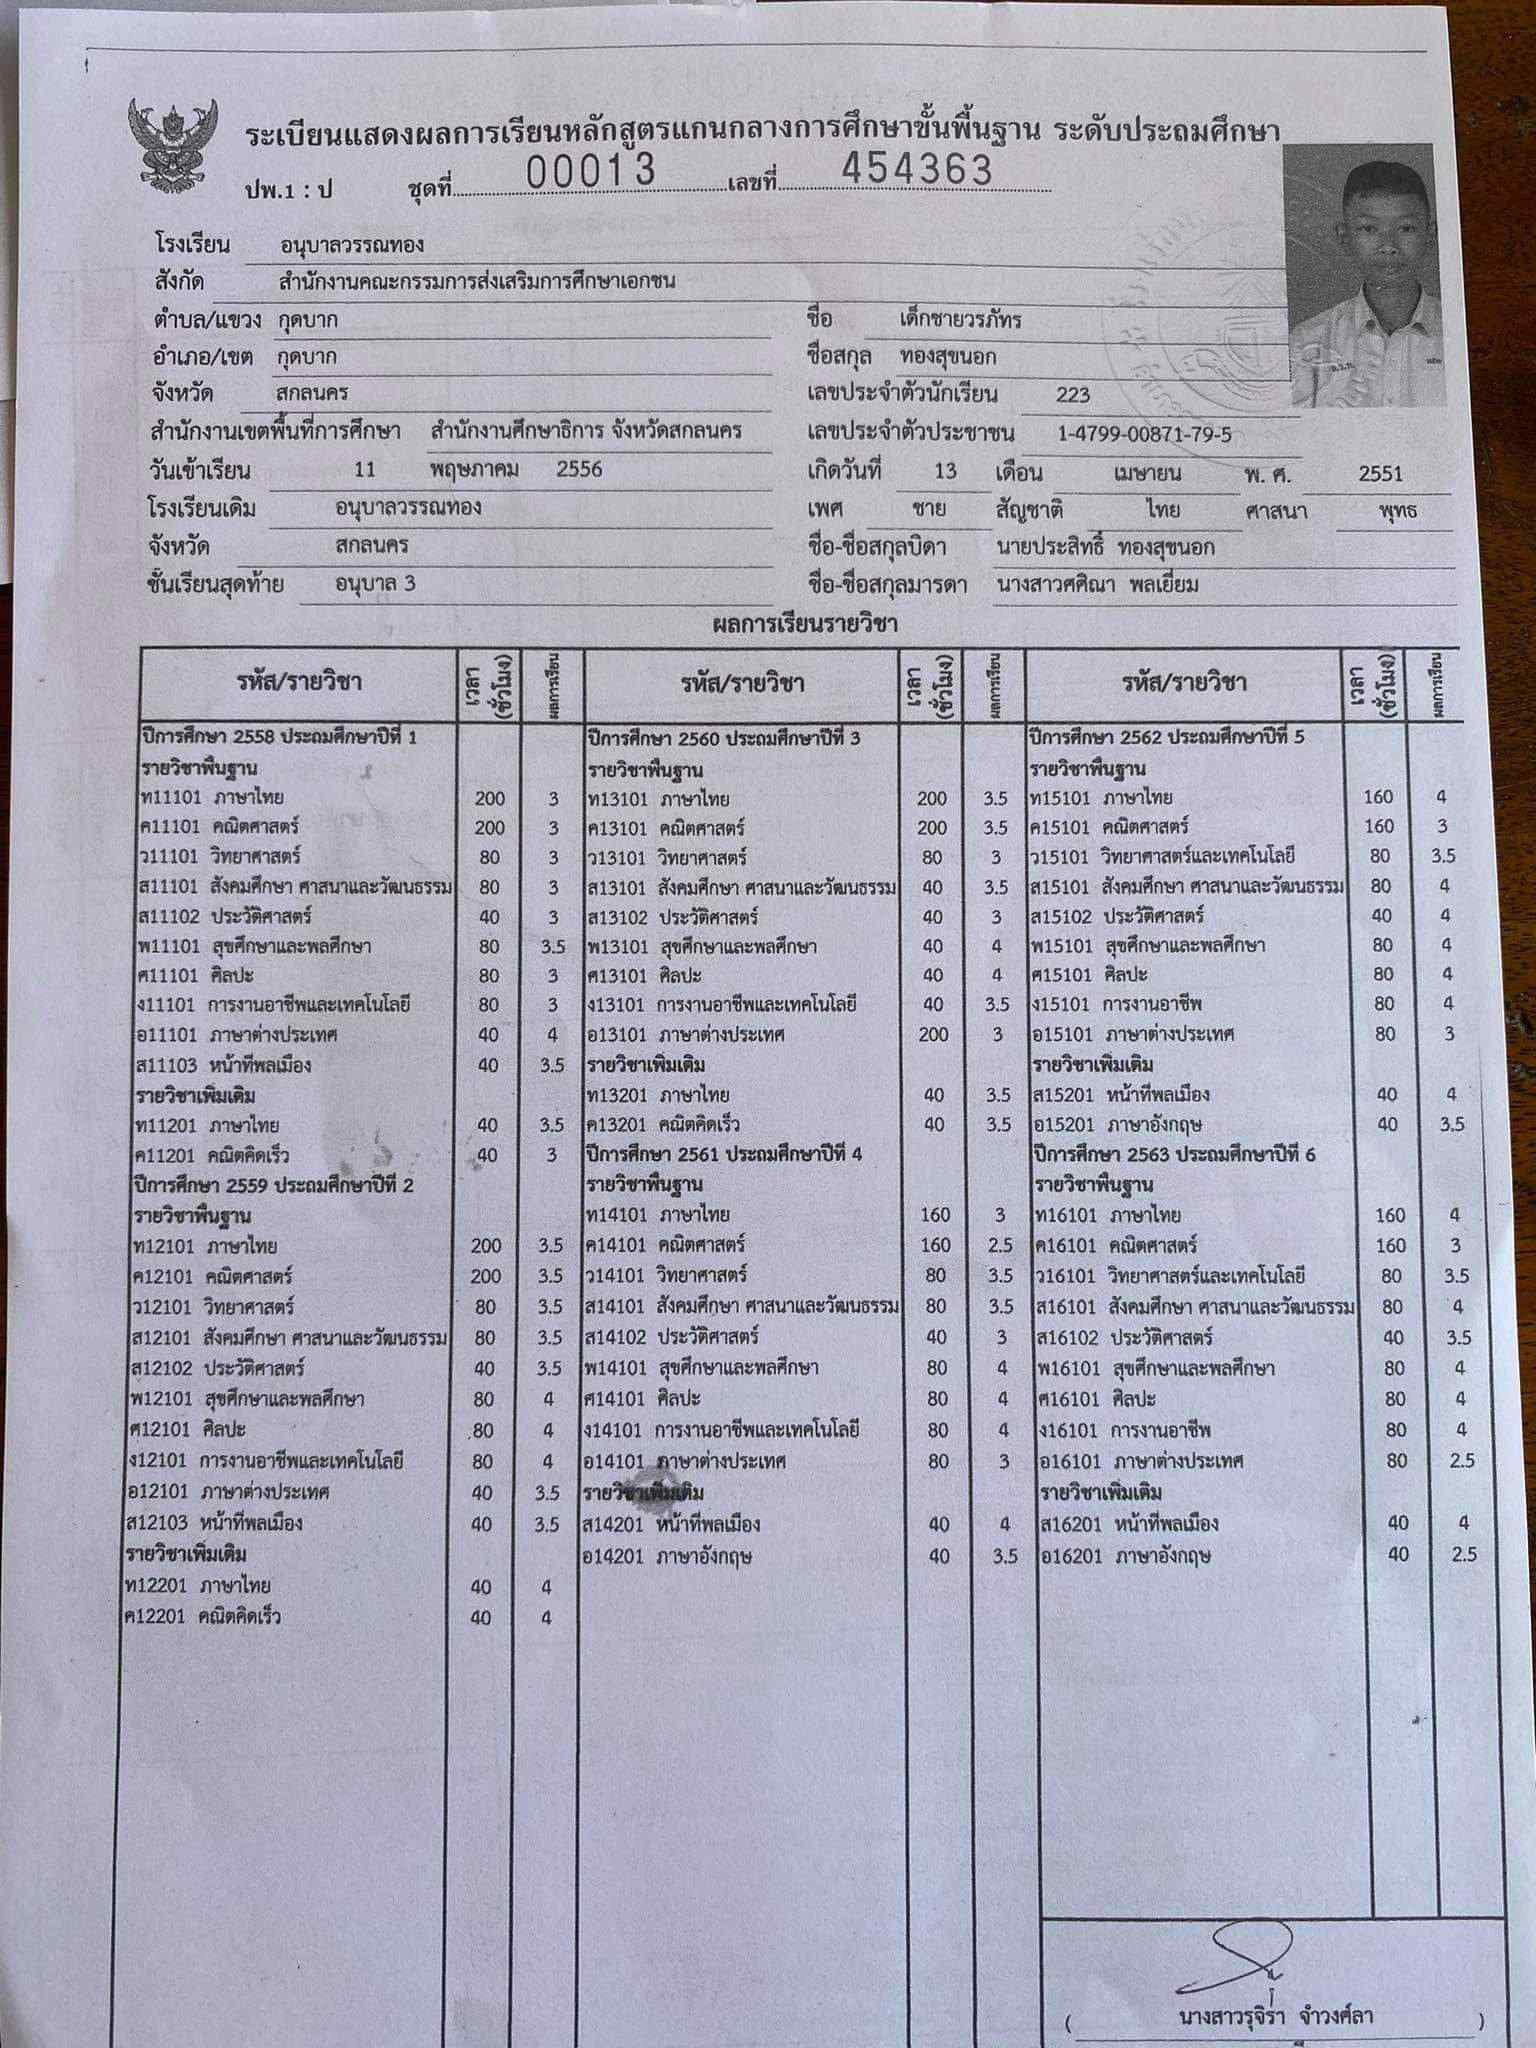 ระเบียนแสดงผลการเรียนหลักสูตรแกนกลางการศึกษาขั้นพื้นฐาน ระดับประถมศึกษา
ปพ.1 : ป ชุดที่ 00013 เลขที่ 454363
โรงเรียน อนุบาลวรรณทอง
สังกัด สำนักงานคณะกรรมการส่งเสริมการศึกษาเอกชน
ตำบล/แขวง กุดบาก
อำเภอ/เขต กุดบาก
จังหวัด สกลนคร
สำนักงานเขตพื้นที่การศึกษา สำนักงานศึกษาธิการ จังหวัดสกลนคร
วันเข้าเรียน 11 พฤษภาคม 2556
โรงเรียนเดิม อนุบาลวรรณทอง
จังหวัด สกลนคร
ชั้นเรียนสุดท้าย อนุบาล 3
ชื่อ เด็กชายวรภัทร
ชื่อสกุล ทองสุขนอก
เลขประจำตัวนักเรียน 223
เลขประจำตัวประชาชน 1-4799-00871-79-5
เกิดวันที่ 13 เดือน เมษายน พ. ศ. 2551
เพศ ชาย สัญชาติ ไทย ศาสนา พุทธ
ชื่อ-ชื่อสกุลบิดา นายประสิทธิ์ ทองสุขนอก
ชื่อ-ชื่อสกุลมารดา นางสาวศศิณา พลเยี่ยม
ผลการเรียนรายวิชา
รหัส/รายวิชา เวลา (ชั่วโมง) ผลการเรียน
ปีการศึกษา 2558 ประถมศึกษาปีที่ 1
รายวิชาพื้นฐาน
ท11101 ภาษาไทย 200 3
ค11101 คณิตศาสตร์ 200 3
ว11101 วิทยาศาสตร์ 80 3
ส11101 สังคมศึกษา ศาสนาและวัฒนธรรม 80 3
ส11102 ประวัติศาสตร์ 40 3
พ11101 สุขศึกษาและพลศึกษา 80 3.5
ศ11101 ศิลปะ 80 3
ง11101 การงานอาชีพและเทคโนโลยี 80 3
อ11101 ภาษาต่างประเทศ 40 4
ส11103 หน้าที่พลเมือง 40 3.5
รายวิชาเพิ่มเติม
ท11201 ภาษาไทย 40 3.5
ค11201 คณิตคิดเร็ว 40 3
ปีการศึกษา 2559 ประถมศึกษาปีที่ 2
รายวิชาพื้นฐาน
ท12101 ภาษาไทย 200 3.5
ค12101 คณิตศาสตร์ 200 3.5
ว12101 วิทยาศาสตร์ 80 3.5
ส12101 สังคมศึกษา ศาสนาและวัฒนธรรม 80 3.5
ส12102 ประวัติศาสตร์ 40 3.5
พ12101 สุขศึกษาและพลศึกษา 80 4
ศ12101 ศิลปะ 80 4
ง12101 การงานอาชีพและเทคโนโลยี 80 4
อ12101 ภาษาต่างประเทศ 40 3.5
ส12103 หน้าที่พลเมือง 40 3.5
รายวิชาเพิ่มเติม
ท12201 ภาษาไทย 40 4
ค12201 คณิตคิดเร็ว 40 4
รหัส/รายวิชา เวลา (ชั่วโมง) ผลการเรียน
ปีการศึกษา 2560 ประถมศึกษาปีที่ 3
รายวิชาพื้นฐาน
ท13101 ภาษาไทย 200 3.5
ค13101 คณิตศาสตร์ 200 3.5
ว13101 วิทยาศาสตร์ 80 3
ส13101 สังคมศึกษา ศาสนาและวัฒนธรรม 40 3.5
ส13102 ประวัติศาสตร์ 40 3
พ13101 สุขศึกษาและพลศึกษา 40 4
ศ13101 ศิลปะ 40 4
ง13101 การงานอาชีพและเทคโนโลยี 40 3.5
อ13101 ภาษาต่างประเทศ 200 3
รายวิชาเพิ่มเติม
ท13201 ภาษาไทย 40 3.5
ค13201 คณิตคิดเร็ว 40 3.5
ปีการศึกษา 2561 ประถมศึกษาปีที่ 4
รายวิชาพื้นฐาน
ท14101 ภาษาไทย 160 3
ค14101 คณิตศาสตร์ 160 2.5
ว14101 วิทยาศาสตร์ 80 3.5
ส14101 สังคมศึกษา ศาสนาและวัฒนธรรม 80 3.5
ส14102 ประวัติศาสตร์ 40 3
พ14101 สุขศึกษาและพลศึกษา 80 4
ศ14101 ศิลปะ 80 4
ง14101 การงานอาชีพและเทคโนโลยี 80 4
อ14101 ภาษาต่างประเทศ 80 3
รายวิชาเพิ่มเติม
ส14201 หน้าที่พลเมือง 40 4
อ14201 ภาษาอังกฤษ 40 3.5
รหัส/รายวิชา เวลา (ชั่วโมง) ผลการเรียน
ปีการศึกษา 2562 ประถมศึกษาปีที่ 5
รายวิชาพื้นฐาน
ท15101 ภาษาไทย 160 4
ค15101 คณิตศาสตร์ 160 3
ว15101 วิทยาศาสตร์และเทคโนโลยี 80 3.5
ส15101 สังคมศึกษา ศาสนาและวัฒนธรรม 80 4
ส15102 ประวัติศาสตร์ 40 4
พ15101 สุขศึกษาและพลศึกษา 80 4
ศ15101 ศิลปะ 80 4
ง15101 การงานอาชีพ 80 4
อ15101 ภาษาต่างประเทศ 80 3
รายวิชาเพิ่มเติม
ส15201 หน้าที่พลเมือง 40 4
อ15201 ภาษาอังกฤษ 40 3.5
ปีการศึกษา 2563 ประถมศึกษาปีที่ 6
รายวิชาพื้นฐาน
ท16101 ภาษาไทย 160 4
ค16101 คณิตศาสตร์ 160 3
ว16101 วิทยาศาสตร์และเทคโนโลยี 80 3.5
ส16101 สังคมศึกษา ศาสนาและวัฒนธรรม 80 4
ส16102 ประวัติศาสตร์ 40 3.5
พ16101 สุขศึกษาและพลศึกษา 80 4
ศ16101 ศิลปะ 80 4
ง16101 การงานอาชีพ 80 4
อ16101 ภาษาต่างประเทศ 80 2.5
รายวิชาเพิ่มเติม
ส16201 หน้าที่พลเมือง 40 4
อ16201 ภาษาอังกฤษ 40 2.5
( นางสาวรุจิรา จำวงศ์ลา )